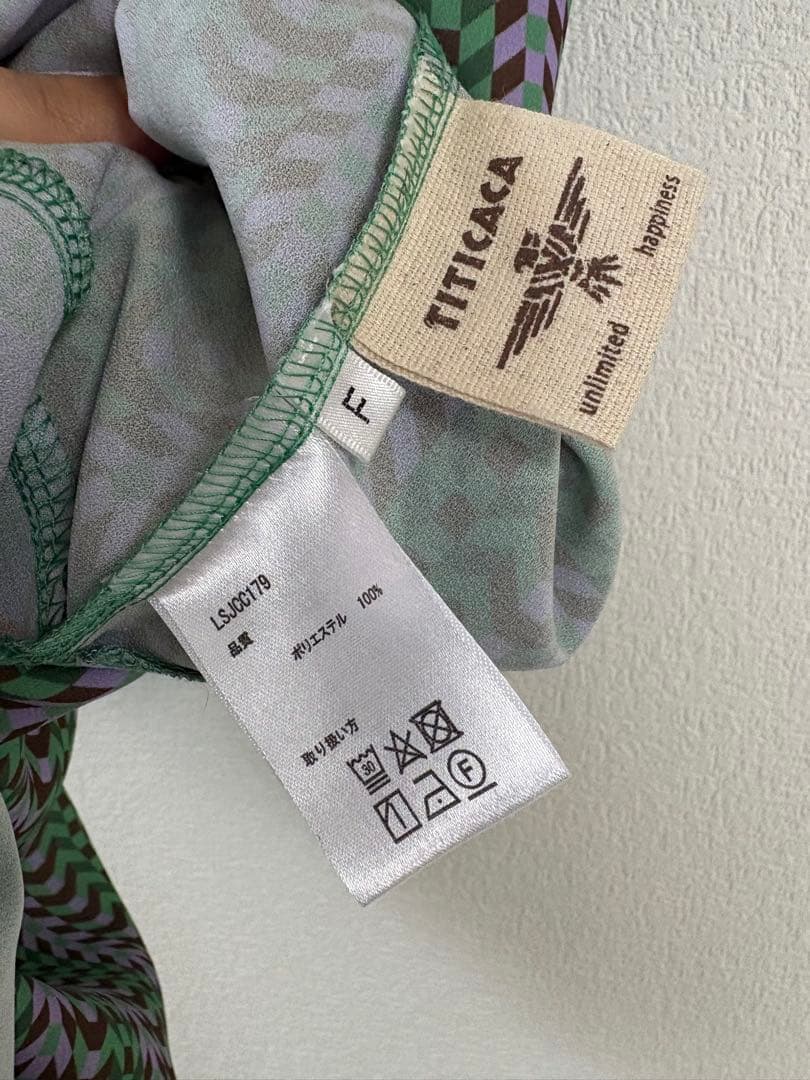 TITICACA
unlimited happiness
F
LSJCC179
品質
ポリエステル 100%
取り扱い方
30
F